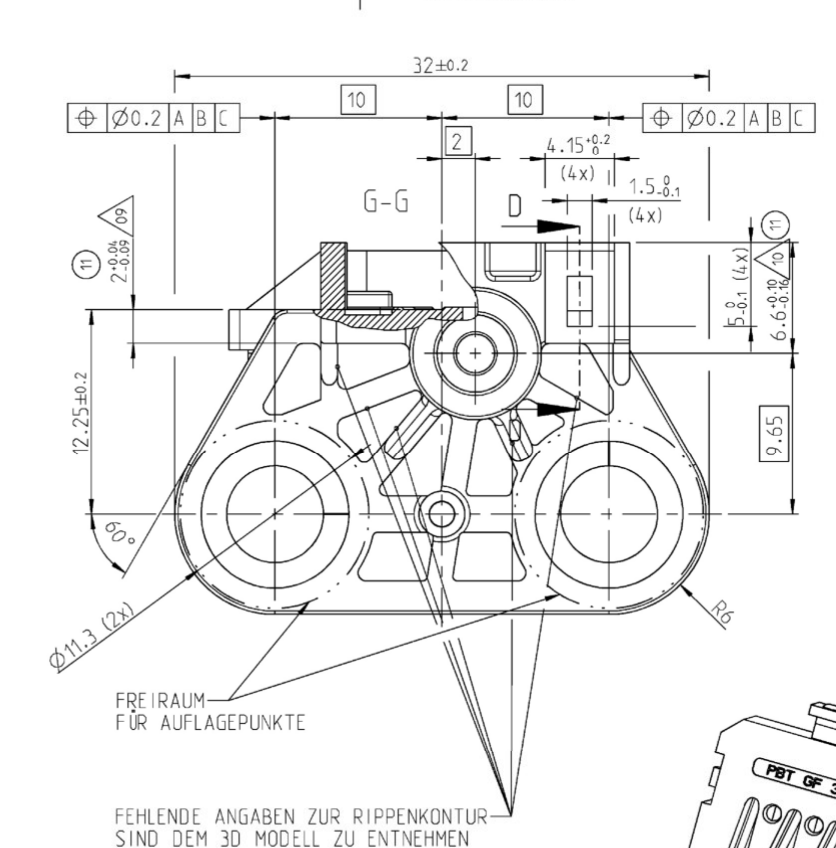 32±0.2
10
10
⌖ Ø0.2 A B C
⌖ Ø0.2 A B C
2
4.15 +0.2 0
(4x)
1.5 0 -0.1
(4x)
G-G
D
09
11
2 +0.04 -0.09
11
10
5 0 -0.1 (4x)
6.6 +0.10 -0.16
12.25±0.2
9.65
60°
Ø11.3 (2x)
R6
FREIRAUM
FÜR AUFLAGEPUNKTE
FEHLENDE ANGABEN ZUR RIPPENKONTUR
SIND DEM 3D MODELL ZU ENTNEHMEN
PBT GF 3